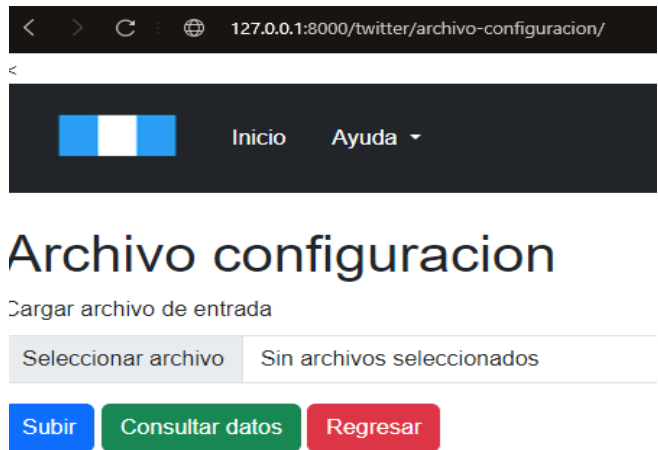 127.0.0.1:8000/twitter/archivo-configuracion/
<
Inicio Ayuda
Archivo configuracion
Cargar archivo de entrada
Seleccionar archivo Sin archivos seleccionados
Subir Consultar datos Regresar